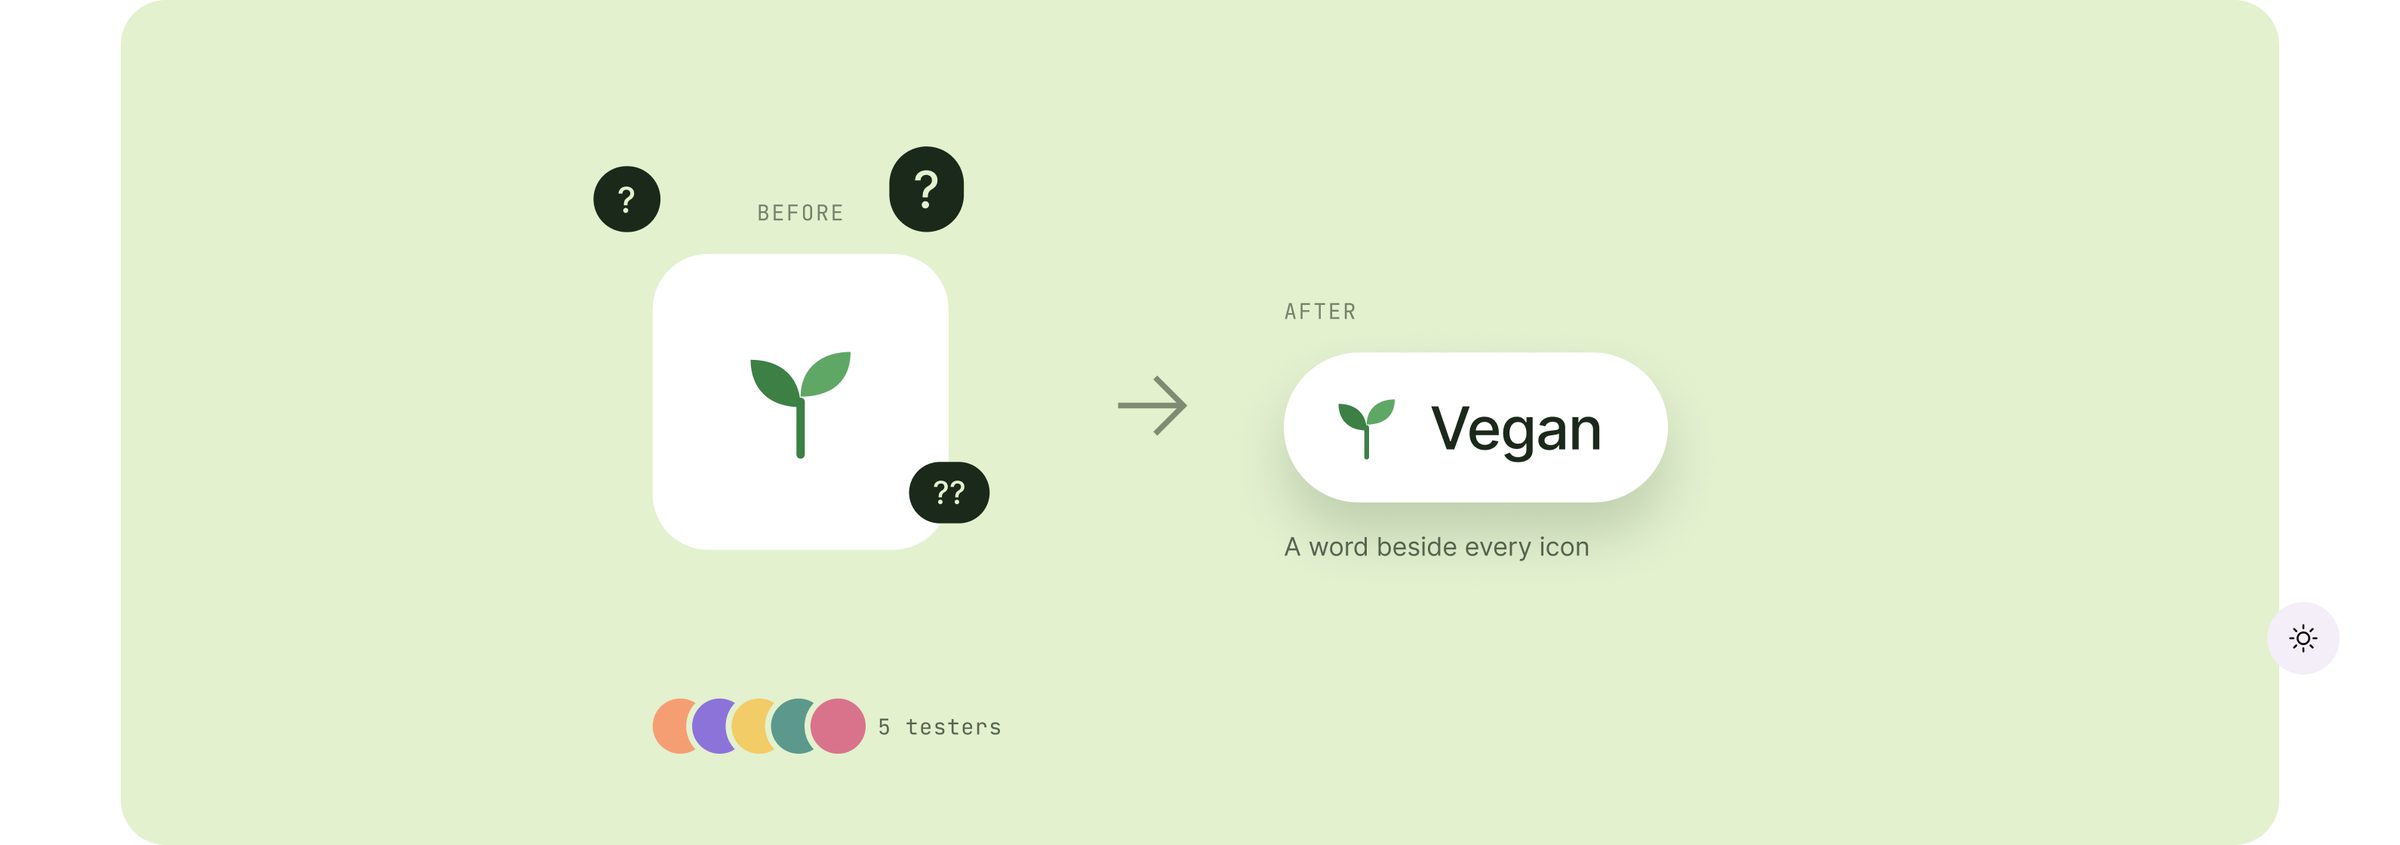 ?
?
BEFORE
??
5 testers
AFTER
Vegan
A word beside every icon